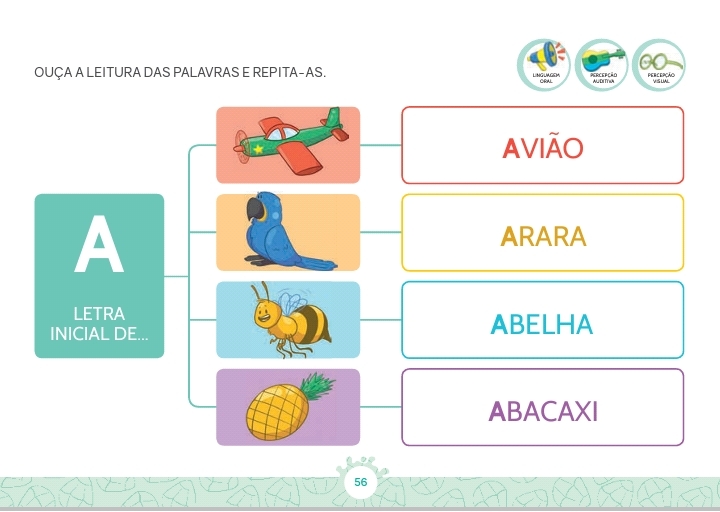 OUÇA A LEITURA DAS PALAVRAS E REPITA-AS.
LINGUAGEM
ORAL
PERCEPÇÃO
AUDITIVA
PERCEPÇÃO
VISUAL
A
LETRA
INICIAL DE...
AVIÃO
ARARA
ABELHA
ABACAXI
56